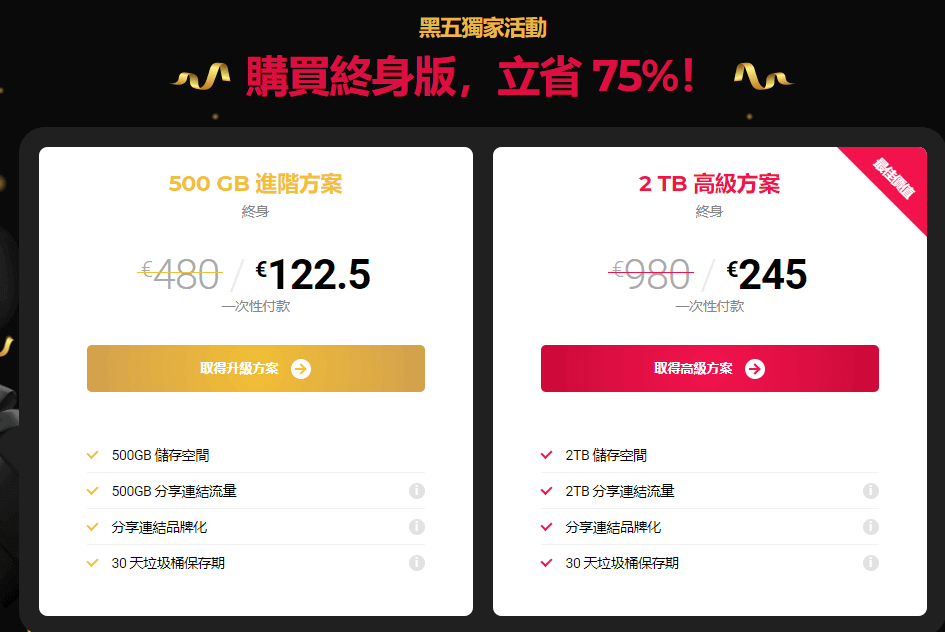 黑五獨家活動
購買終身版，立省 75%！
500 GB 進階方案
終身
€480 / €122.5
一次性付款
取得升級方案
500GB 儲存空間
500GB 分享連結流量
分享連結品牌化
30 天垃圾桶保存期
最佳價值
2 TB 高級方案
終身
€980 / €245
一次性付款
取得高級方案
2TB 儲存空間
2TB 分享連結流量
分享連結品牌化
30 天垃圾桶保存期